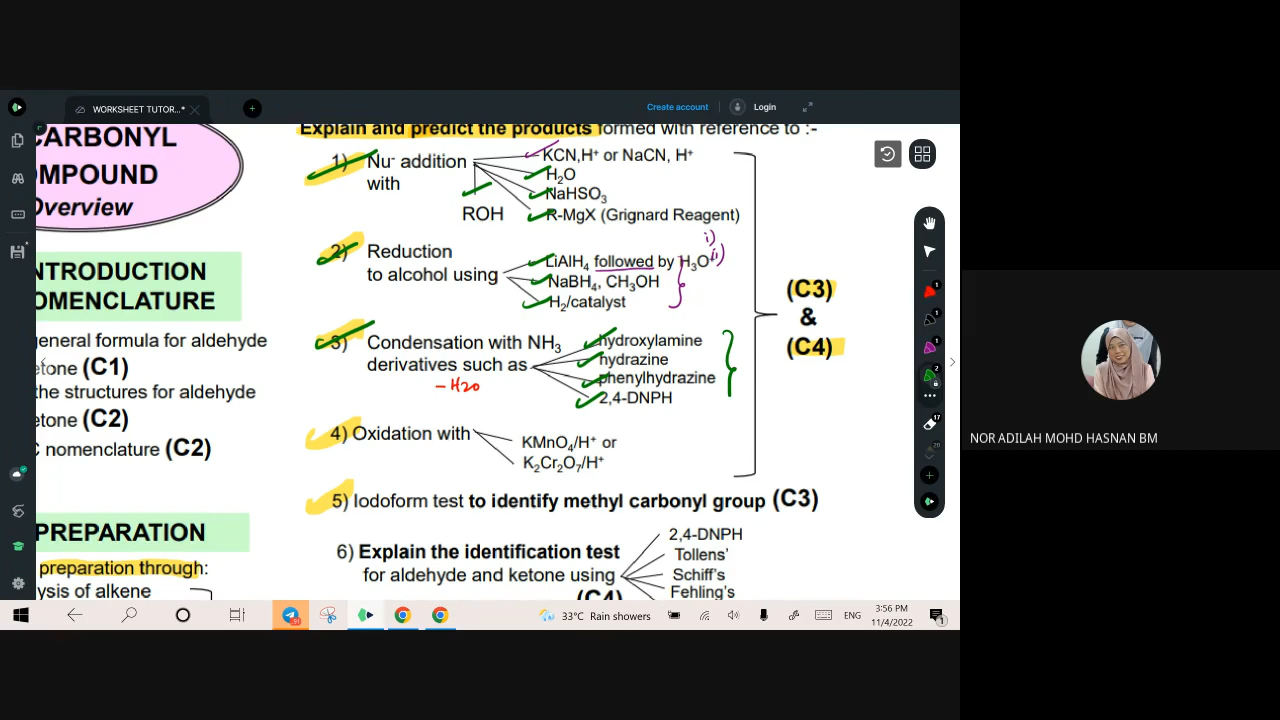 WORKSHEET TUTOR...*
Create account
Login
CARBONYL
OMPOUND
Overview
NTRODUCTION
OMENCLATURE
general formula for aldehyde
etone (C1)
the structures for aldehyde
etone (C2)
C nomenclature (C2)
PREPARATION
preparation through:
ysis of alkene
Explain and predict the products formed with reference to :-
1) Nu⁻ addition
with
KCN,H⁺ or NaCN, H⁺
H₂O
NaHSO₃
R-MgX (Grignard Reagent)
ROH
2) Reduction
to alcohol using
i)
LiAlH₄ followed by H₃O⁺
ii)
NaBH₄, CH₃OH
H₂/catalyst
3) Condensation with NH₃
derivatives such as
- H₂O
hydroxylamine
hydrazine
phenylhydrazine
2,4-DNPH
4) Oxidation with
KMnO₄/H⁺ or
K₂Cr₂O₇/H⁺
(C3)
&
(C4)
5) Iodoform test to identify methyl carbonyl group (C3)
6) Explain the identification test
for aldehyde and ketone using
(C4)
2,4-DNPH
Tollens'
Schiff's
Fehling's
NOR ADILAH MOHD HASNAN BM
33°C Rain showers
ENG
3:56 PM
11/4/2022